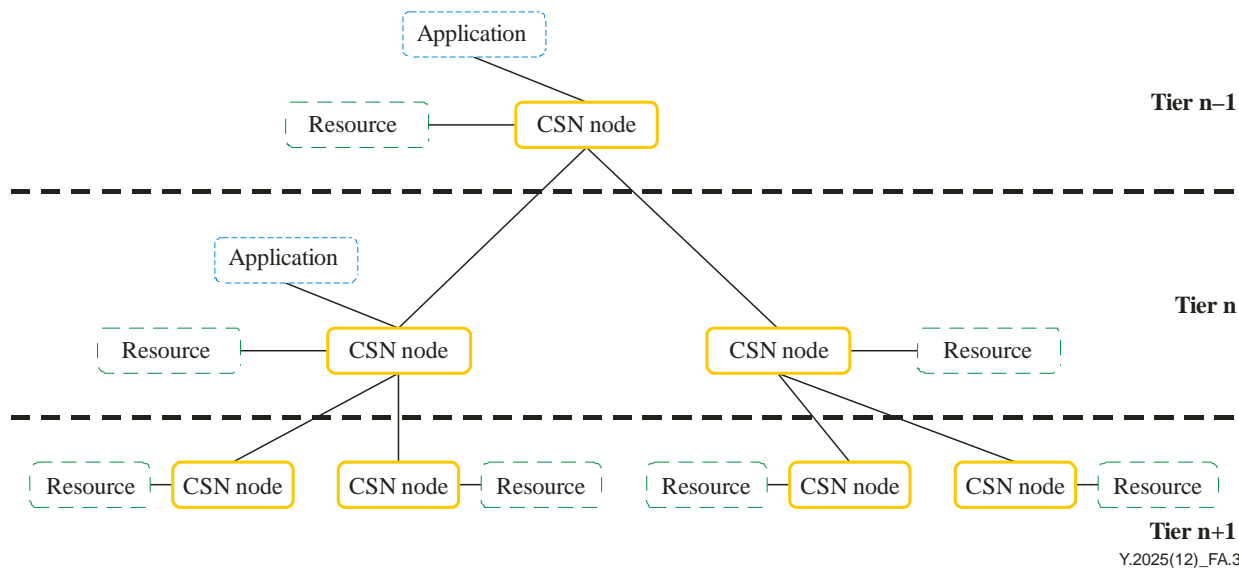 Application
Tier n–1
Resource
CSN node
Application
Tier n
Resource
CSN node
CSN node
Resource
Resource
CSN node
CSN node
Resource
Resource
CSN node
CSN node
Resource
Tier n+1
Y.2025(12)_FA.3